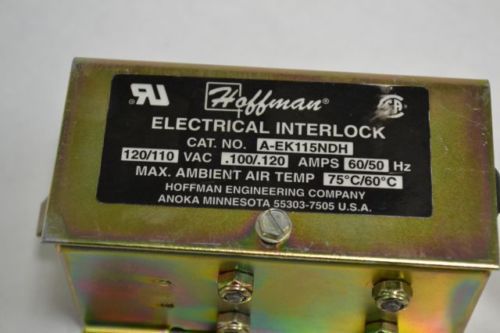 Hoffman®
ELECTRICAL INTERLOCK
CAT. NO. A-EK115NDH
120/110 VAC .100/.120 AMPS 60/50 Hz
MAX. AMBIENT AIR TEMP 75°C/60°C
HOFFMAN ENGINEERING COMPANY
ANOKA MINNESOTA 55303-7505 U.S.A.